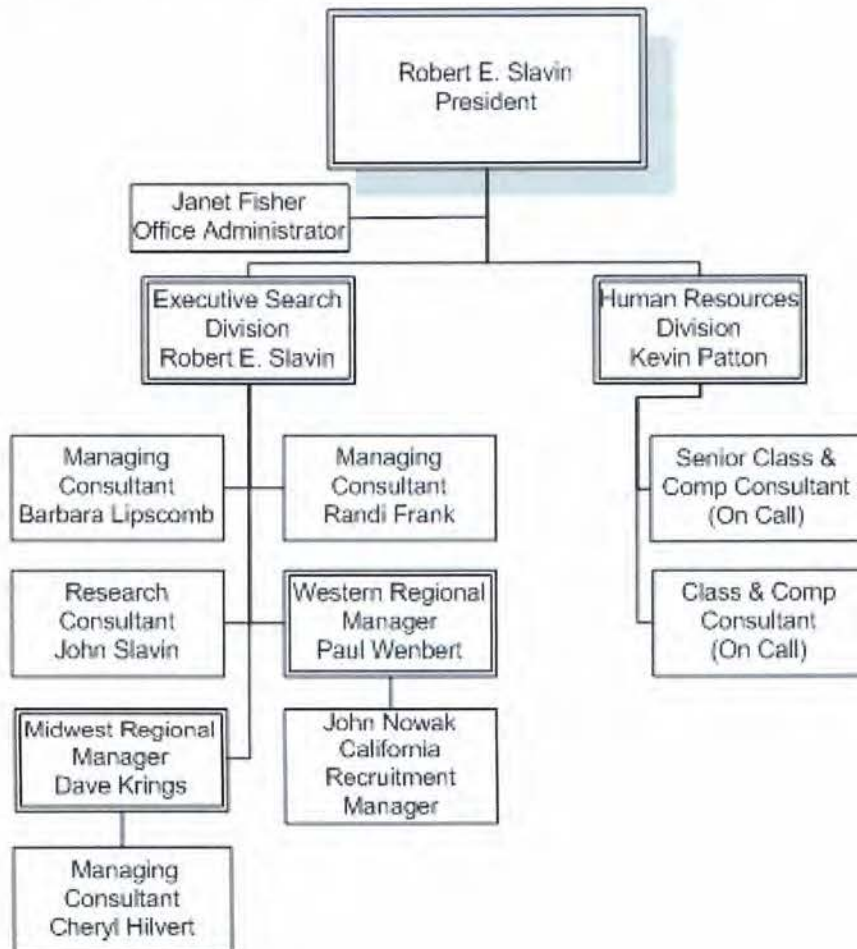 Robert E. Slavin
President
Janet Fisher
Office Administrator
Executive Search
Division
Robert E. Slavin
Human Resources
Division
Kevin Patton
Managing
Consultant
Barbara Lipscomb
Managing
Consultant
Randi Frank
Senior Class &
Comp Consultant
(On Call)
Research
Consultant
John Slavin
Western Regional
Manager
Paul Wenbert
Class & Comp
Consultant
(On Call)
Midwest Regional
Manager
Dave Krings
John Nowak
California
Recruitment
Manager
Managing
Consultant
Cheryl Hilvert